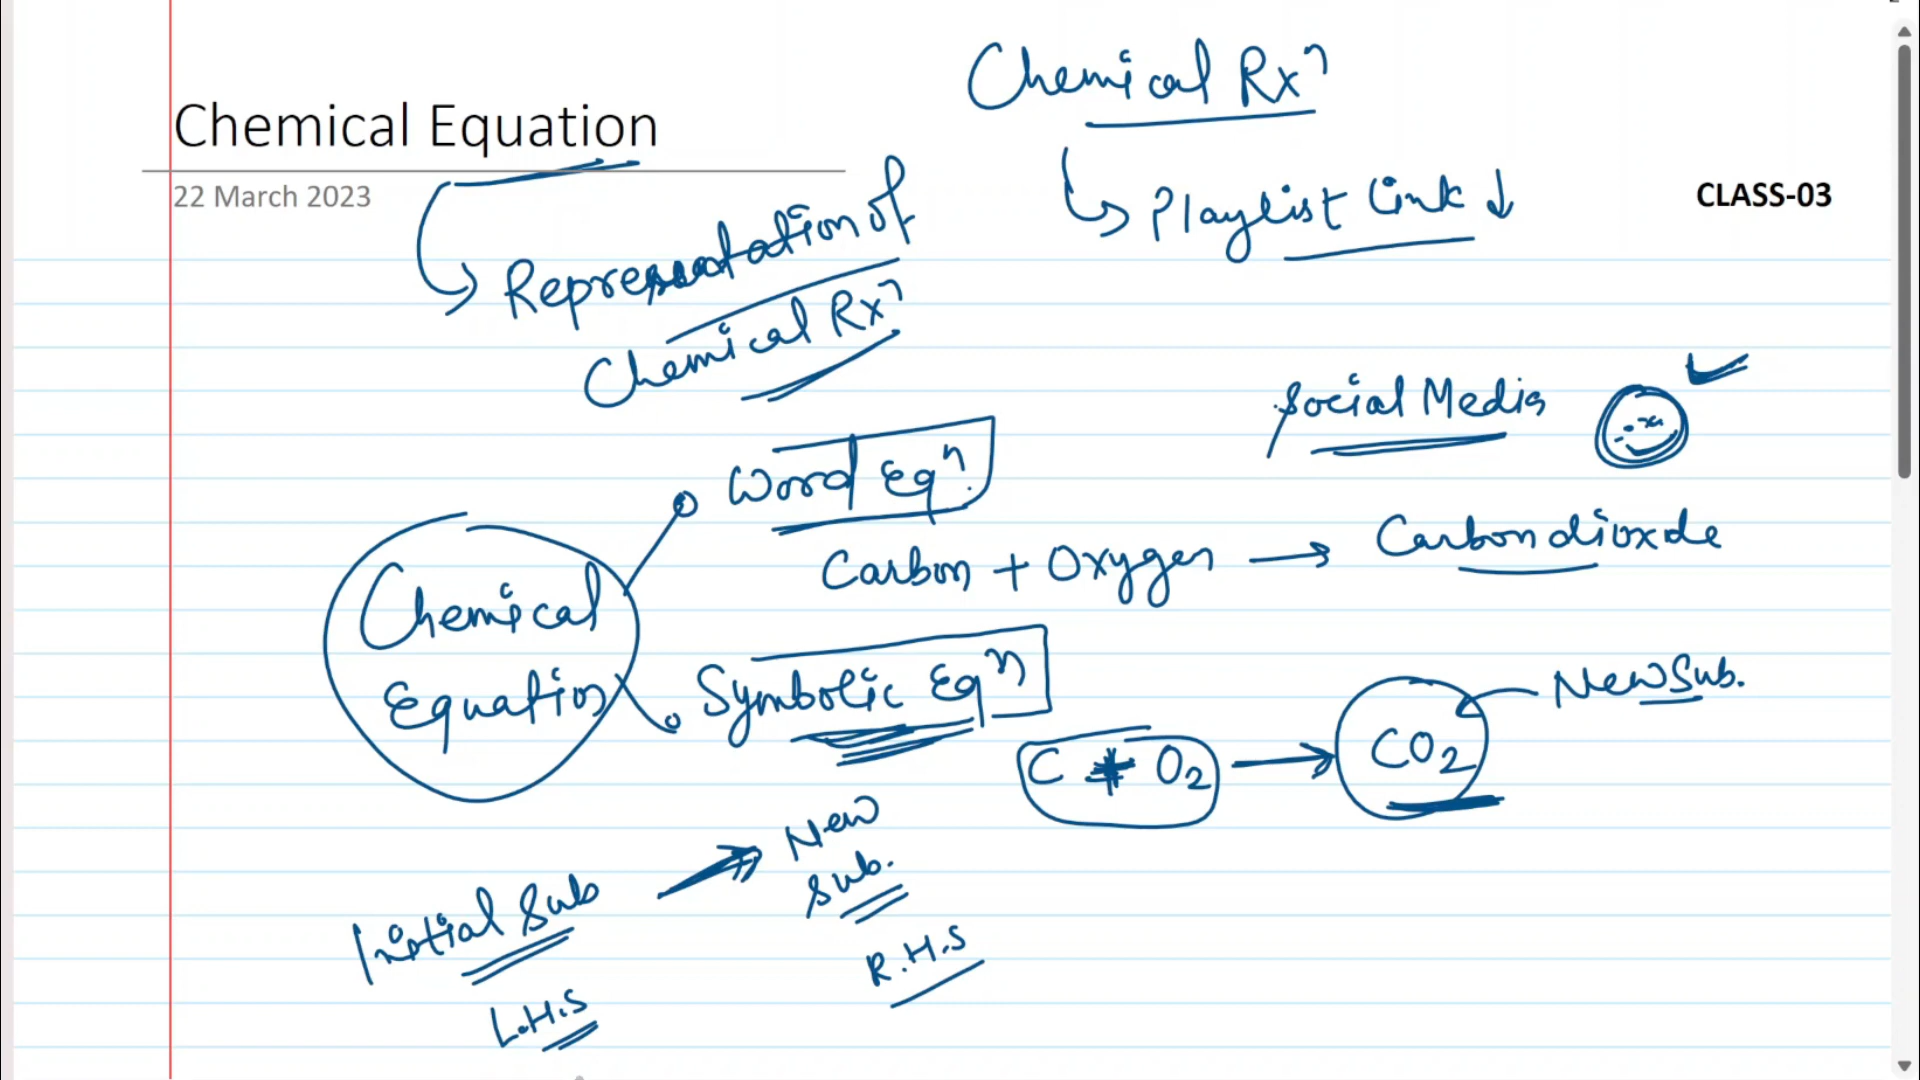 Chemical Rxn
Chemical Equation
22 March 2023
Playlist Link ↓
CLASS-03
Representation of
Chemical Rxn
Social Media
Word Eqn.
Carbon + Oxygen → Carbondioxde
Chemical
Equation
Symbolic Eqn
New Sub.
C + O2 → CO2
Initial Sub → New
Sub.
L.H.S
R.H.S